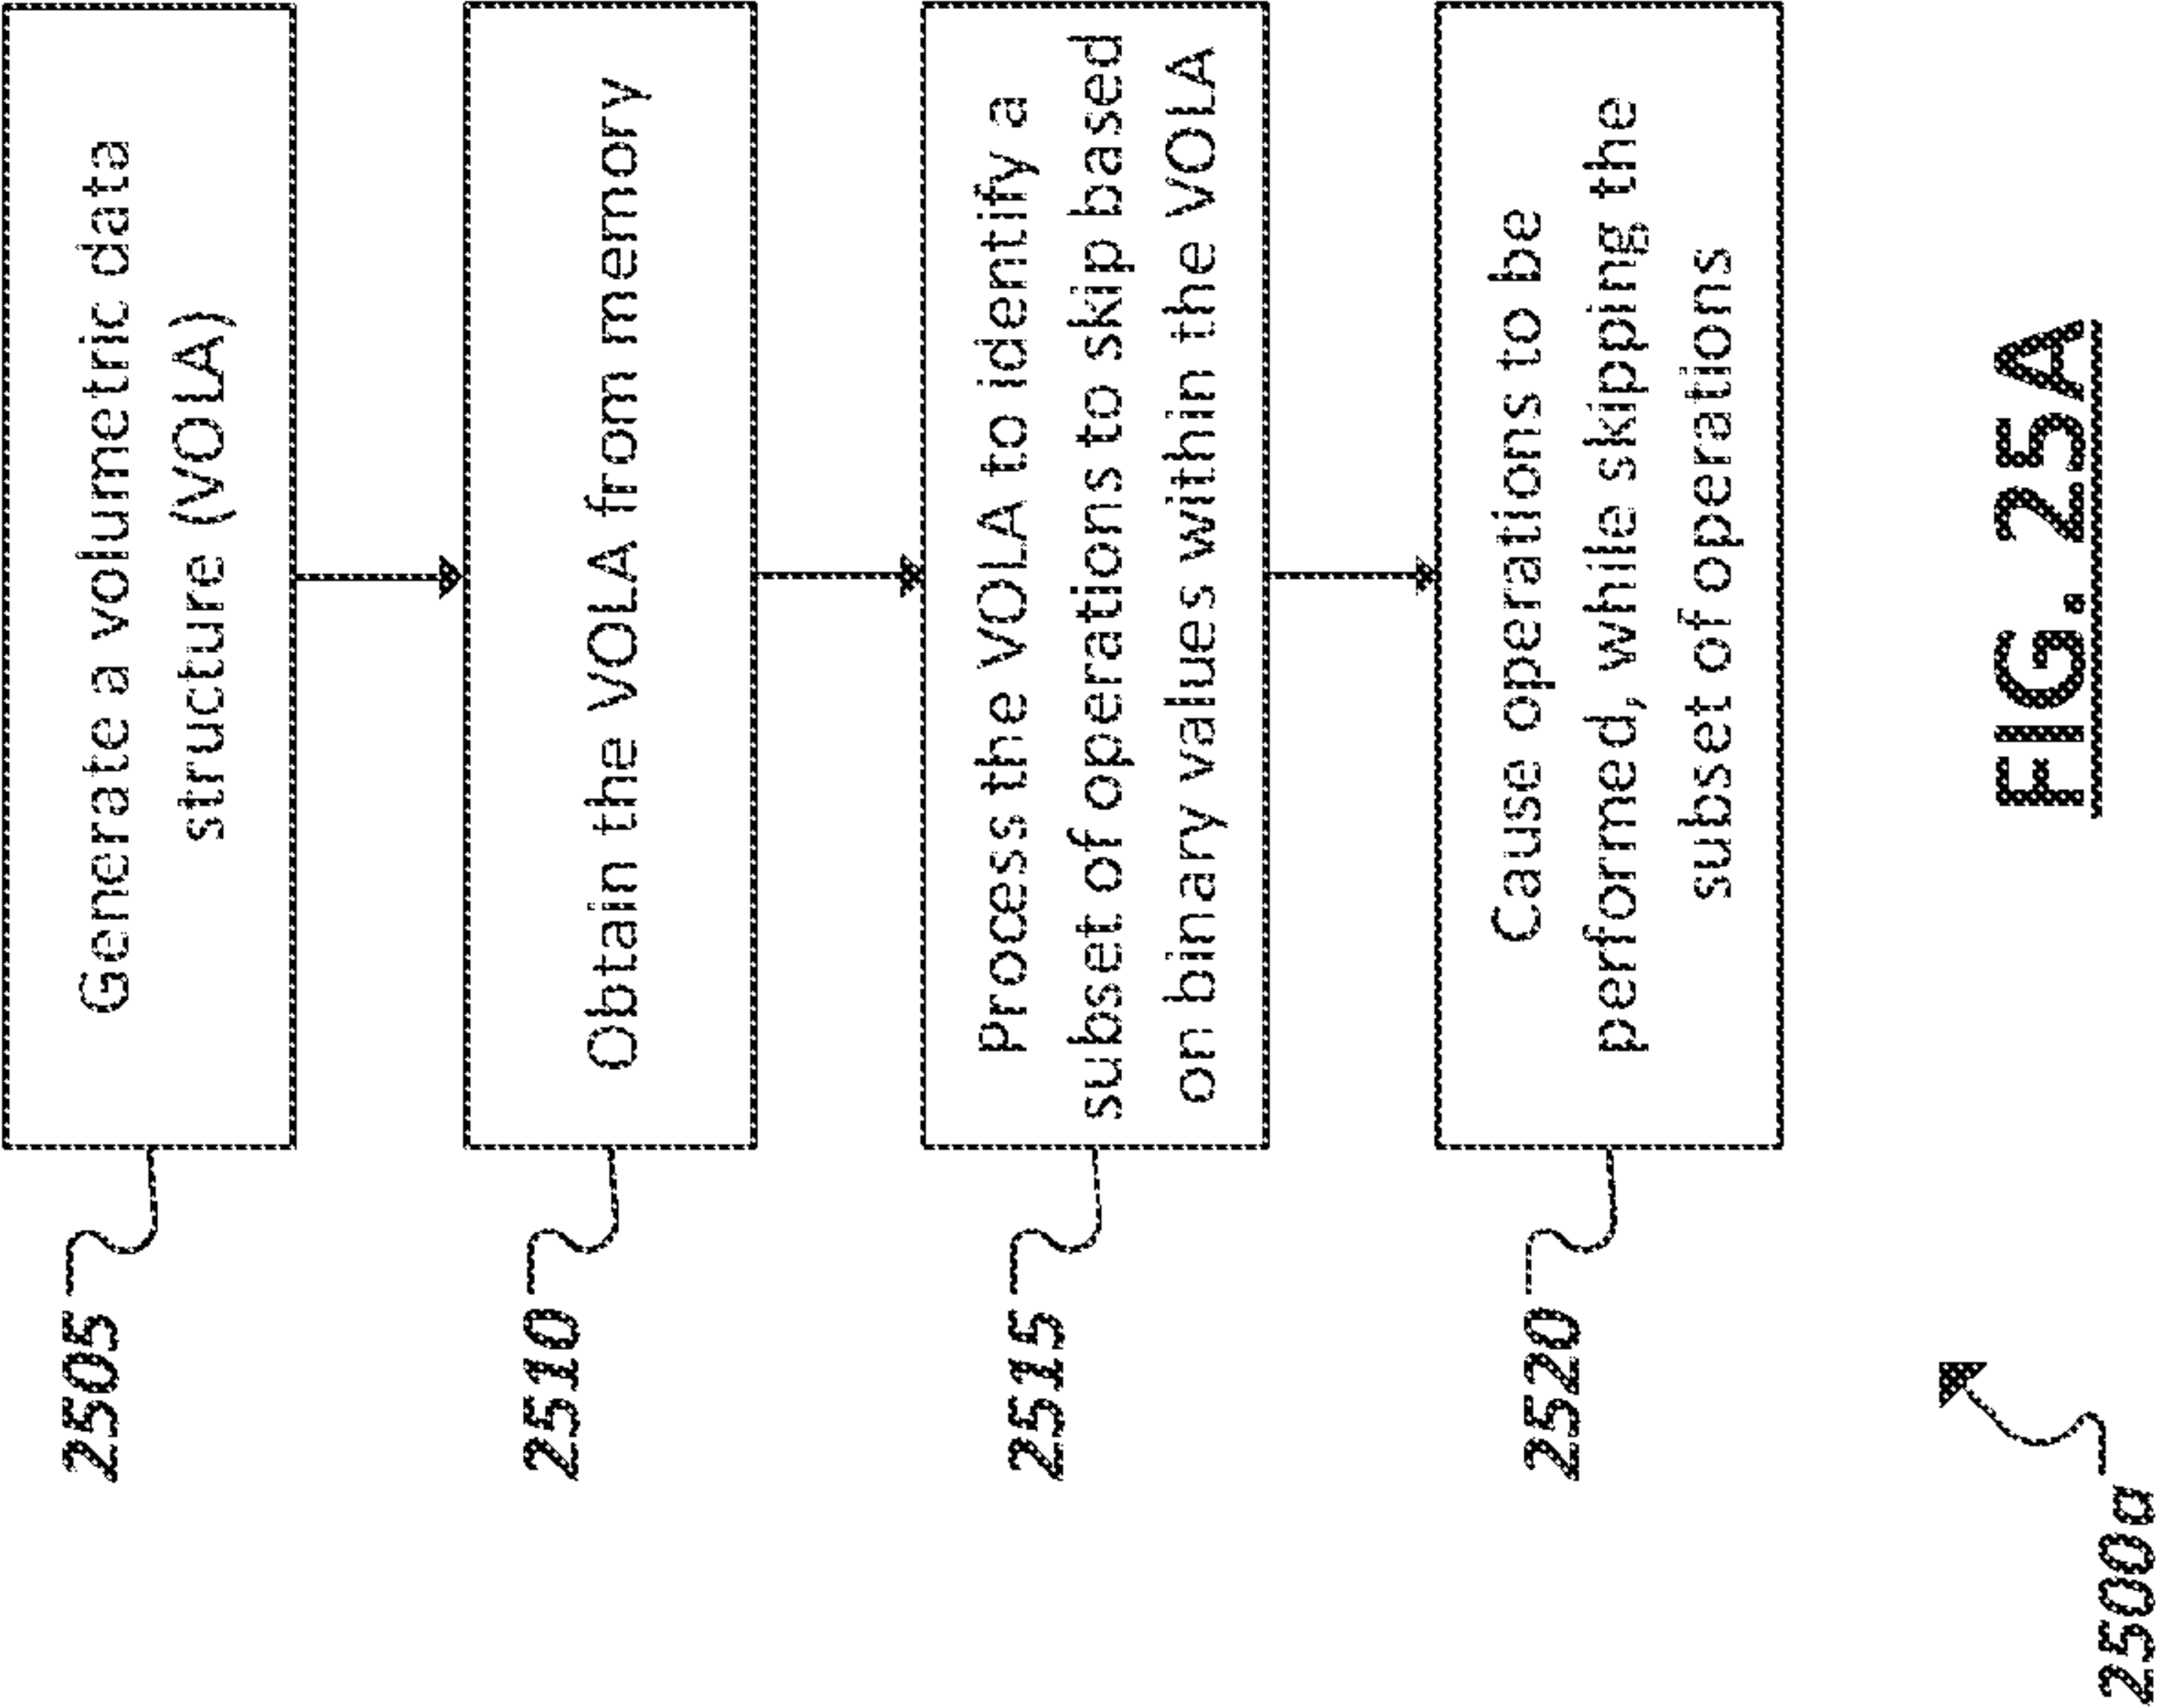 2505
Generate a volumetric data
structure (VOLA)
2510
Obtain the VOLA from memory
2515
Process the VOLA to identify a
subset of operations to skip based
on binary values within the VOLA
2520
Cause operations to be
performed, while skipping the
subset of operations
2500a
FIG. 25A